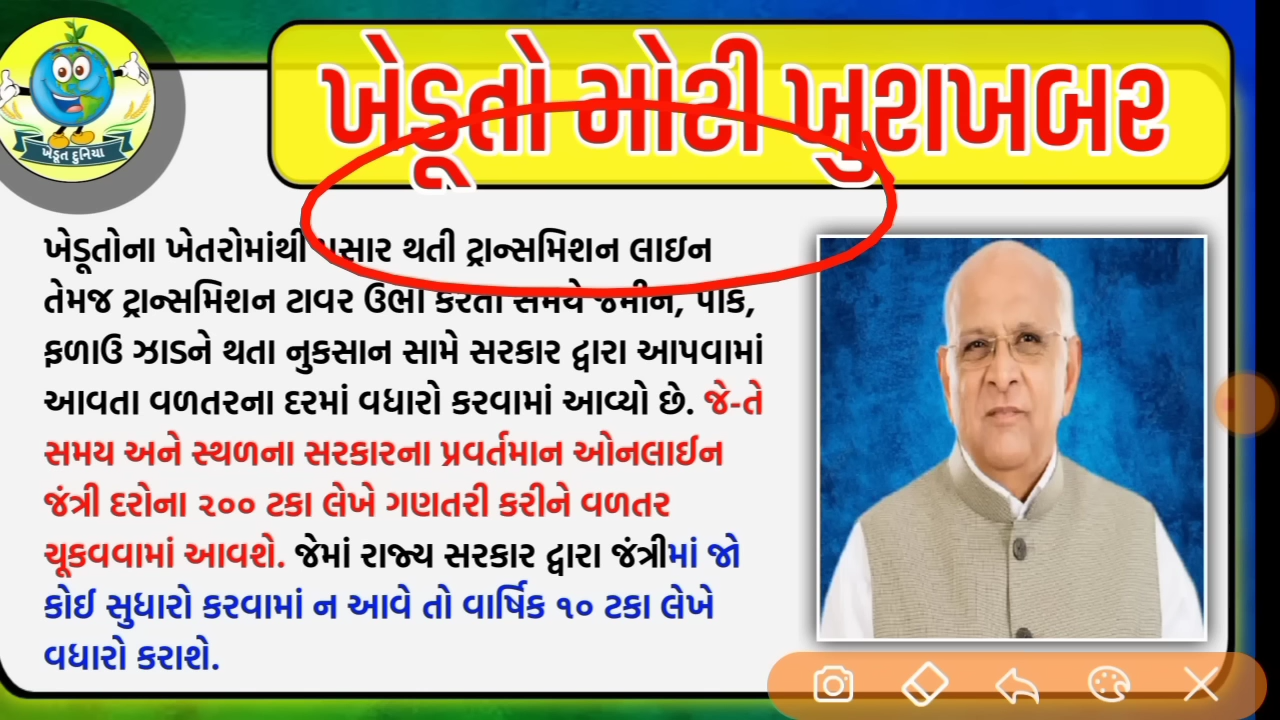 ખેડૂત દુનિયા
ખેડૂતો મોટી ખુશખબર
ખેડૂતોના ખેતરોમાંથી પસાર થતી ટ્રાન્સમિશન લાઇન
તેમજ ટ્રાન્સમિશન ટાવર ઉભા કરતા સમયે જમીન, પાક,
ફળાઉ ઝાડને થતા નુકસાન સામે સરકાર દ્વારા આપવામાં
આવતા વળતરના દરમાં વધારો કરવામાં આવ્યો છે. જે-તે
સમય અને સ્થળના સરકારના પ્રવર્તમાન ઓનલાઈન
જંત્રી દરોના ૨૦૦ ટકા લેખે ગણતરી કરીને વળતર
ચૂકવવામાં આવશે. જેમાં રાજ્ય સરકાર દ્વારા જંત્રીમાં જો
કોઈ સુધારો કરવામાં ન આવે તો વાર્ષિક ૧૦ ટકા લેખે
વધારો કરાશે.